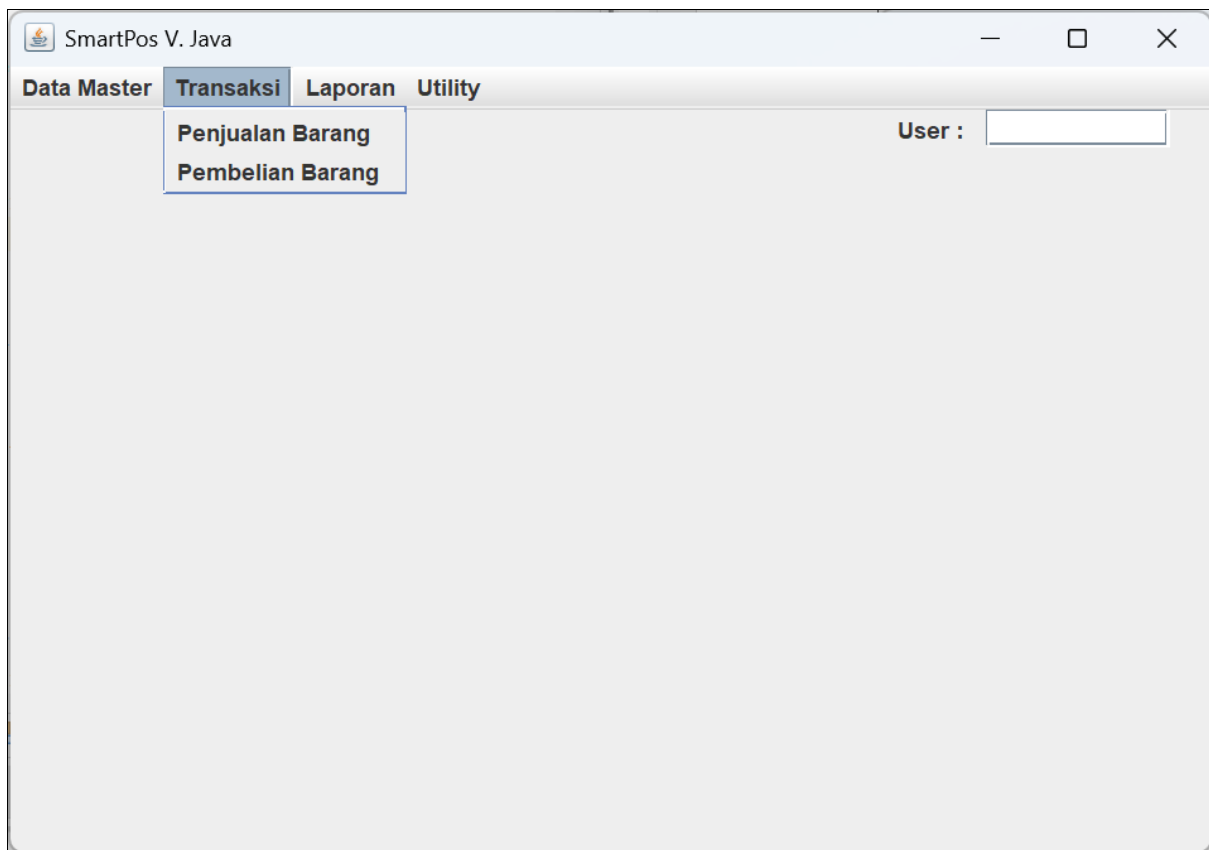 SmartPos V. Java
Data Master Transaksi Laporan Utility
Penjualan Barang
User :
Pembelian Barang